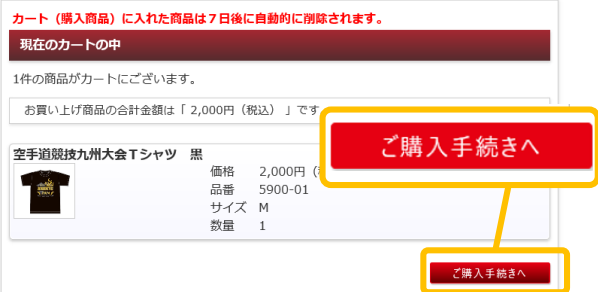 カート（購入商品）に入れた商品は７日後に自動的に削除されます。
現在のカートの中
1件の商品がカートにございます。
お買い上げ商品の合計金額は「 2,000円（税込） 」です
ご購入手続きへ
空手道競技九州大会Ｔシャツ　黒
価格　2,000円（
品番　5900-01
サイズ　M
数量　1
ご購入手続きへ